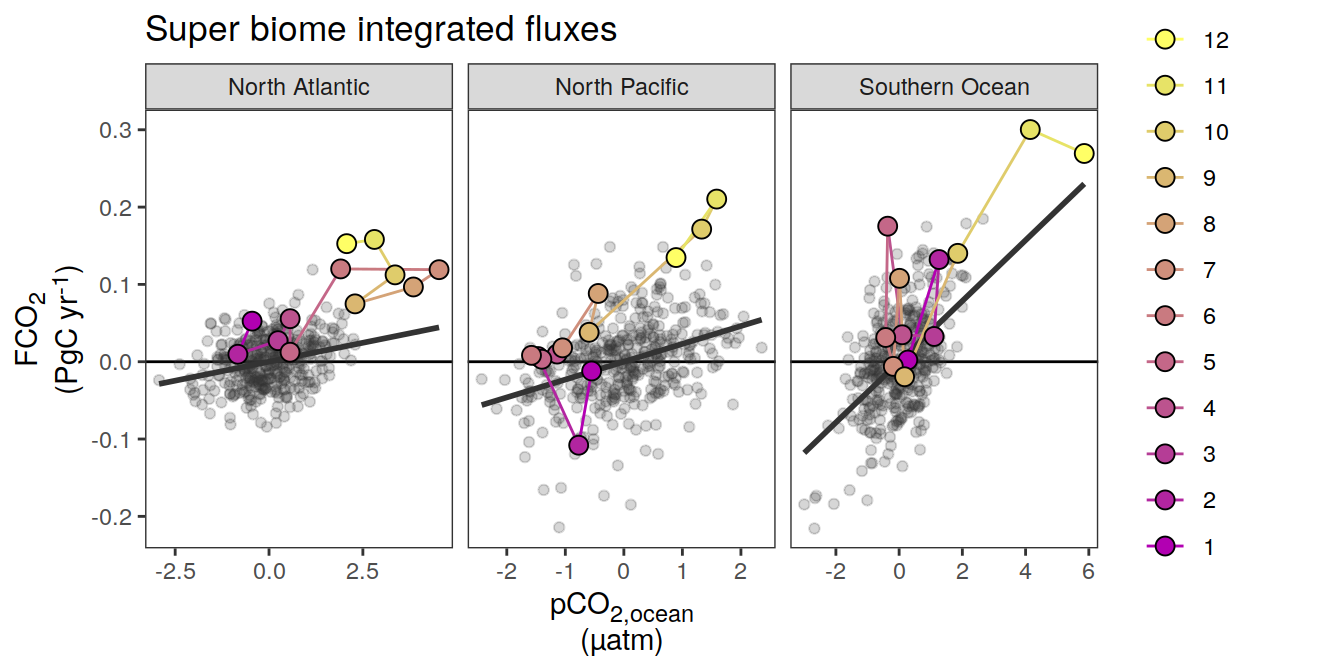 Super biome integrated fluxes
North Atlantic
North Pacific
Southern Ocean
FCO₂
(PgC yr⁻¹)
0.3
0.2
0.1
0.0
-0.1
-0.2
-2.5 0.0 2.5
-2 -1 0 1 2
-2 0 2 4 6
pCO₂,ocean
(µatm)
12
11
10
9
8
7
6
5
4
3
2
1